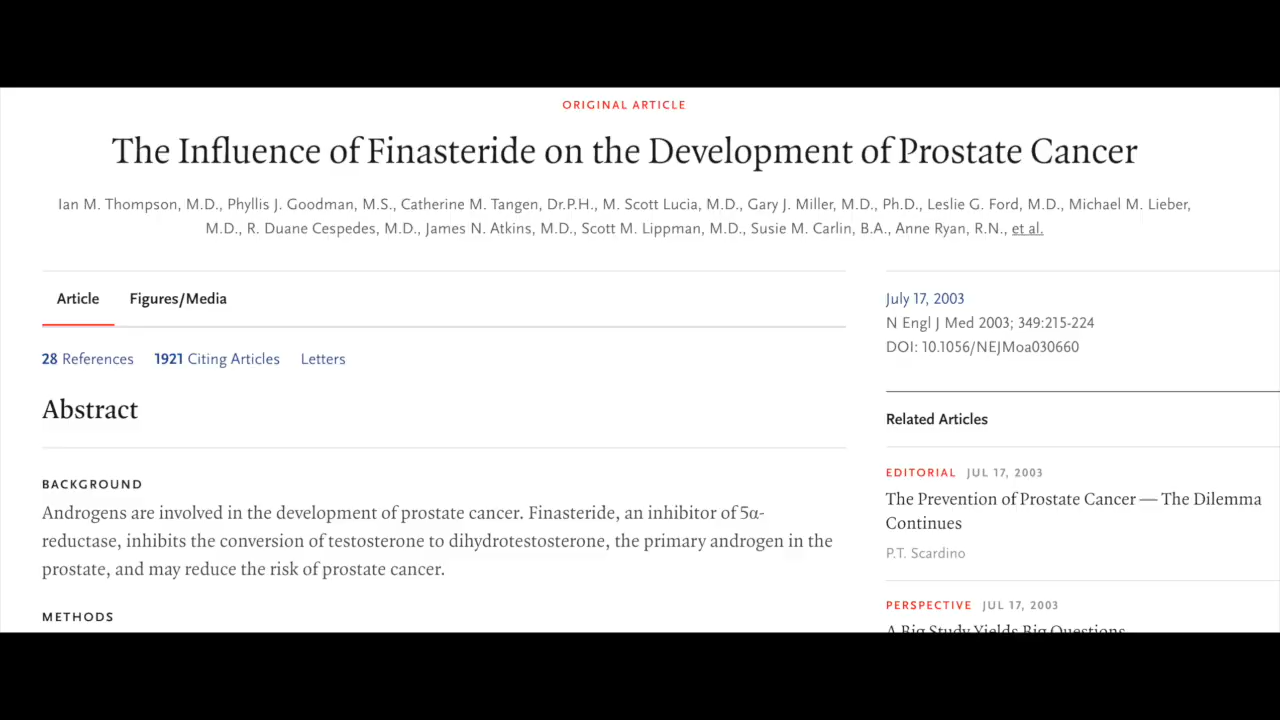 ORIGINAL ARTICLE
The Influence of Finasteride on the Development of Prostate Cancer
Ian M. Thompson, M.D., Phyllis J. Goodman, M.S., Catherine M. Tangen, Dr.P.H., M. Scott Lucia, M.D., Gary J. Miller, M.D., Ph.D., Leslie G. Ford, M.D., Michael M. Lieber,
M.D., R. Duane Cespedes, M.D., James N. Atkins, M.D., Scott M. Lippman, M.D., Susie M. Carlin, B.A., Anne Ryan, R.N., et al.
Article Figures/Media
28 References 1921 Citing Articles Letters
Abstract
BACKGROUND
Androgens are involved in the development of prostate cancer. Finasteride, an inhibitor of 5α-
reductase, inhibits the conversion of testosterone to dihydrotestosterone, the primary androgen in the
prostate, and may reduce the risk of prostate cancer.
METHODS
July 17, 2003
N Engl J Med 2003; 349:215-224
DOI: 10.1056/NEJMoa030660
Related Articles
EDITORIAL JUL 17, 2003
The Prevention of Prostate Cancer — The Dilemma
Continues
P.T. Scardino
PERSPECTIVE JUL 17, 2003
A Big Study Yields Big Questions